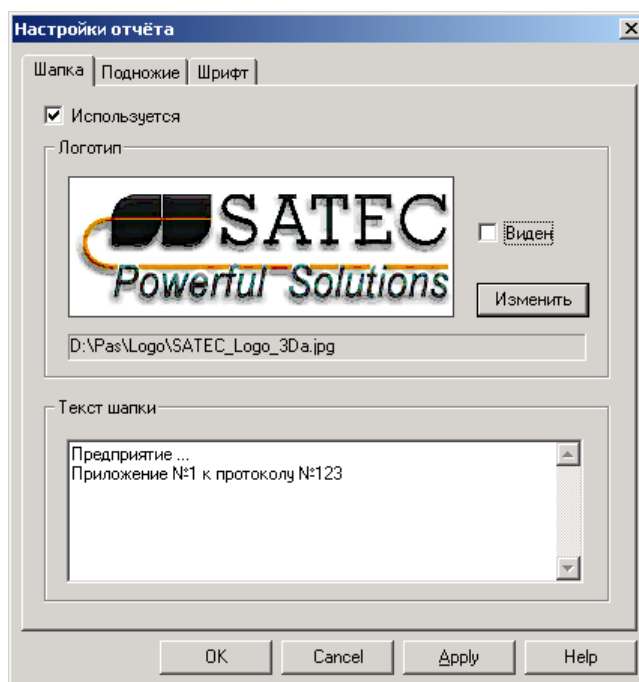 Настройки отчёта
Шапка Подножие Шрифт
Используется
Логотип
SATEC
Powerful Solutions
Виден
Изменить
D:\Pas\Logo\SATEC_Logo_3Da.jpg
Текст шапки
Предприятие ...
Приложение №1 к протоколу №123
OK Cancel Apply Help